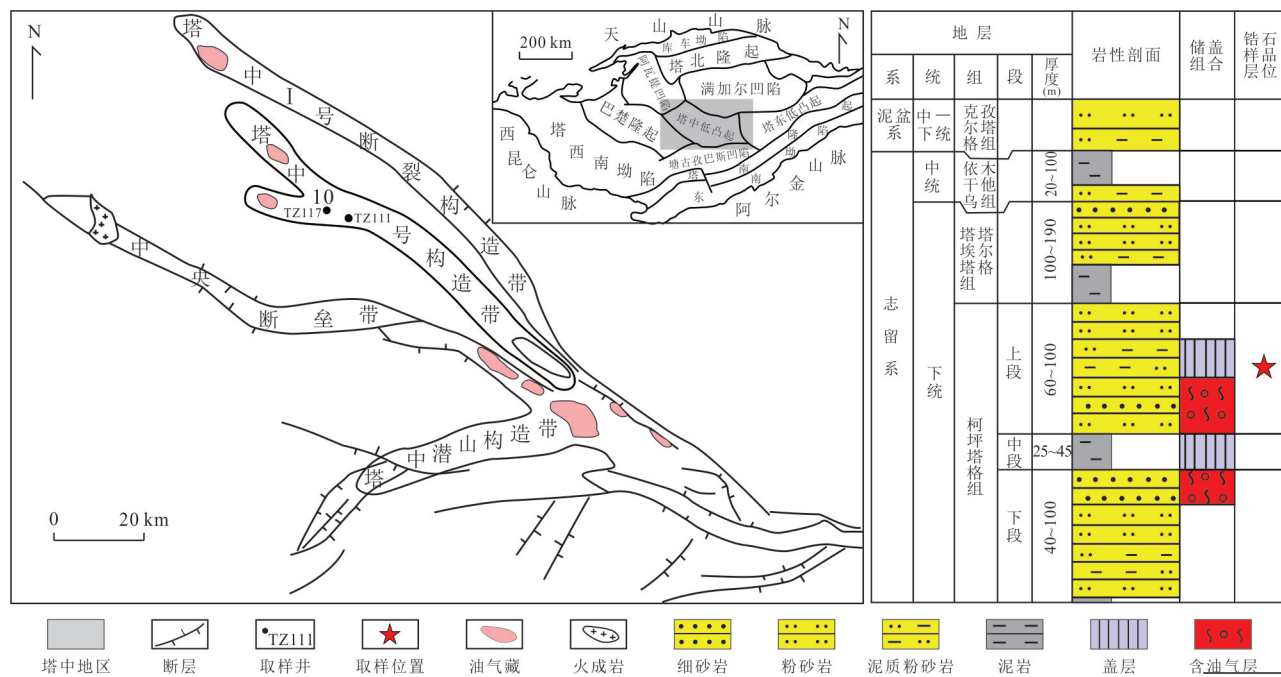 N
塔中I号断裂构造带
塔中10号构造带
TZ117
TZ111
中央断垒带
塔中潜山构造带
0 20 km
200 km
N
天山山脉
库车坳陷
塔北隆起
阿瓦提凹陷
满加尔凹陷
巴楚隆起
塔中低凸起
塔东低凸起
西昆仑山脉
塔西南坳陷
塘古孜巴斯凹陷
塔东南隆起
塔东南坳陷
阿尔金山脉
地层
岩性剖面
储盖组合
锆石样品层位
系
统
组
段
厚度(m)
泥盆系
中—下统
克孜尔塔格组
志留系
中统
依木干他乌组
20~100
下统
塔塔埃尔塔格组
100~190
柯坪塔格组
上段
60~100
中段
25~45
下段
40~100
TZ111
塔中地区
断层
取样井
取样位置
油气藏
火成岩
细砂岩
粉砂岩
泥质粉砂岩
泥岩
盖层
含油气层